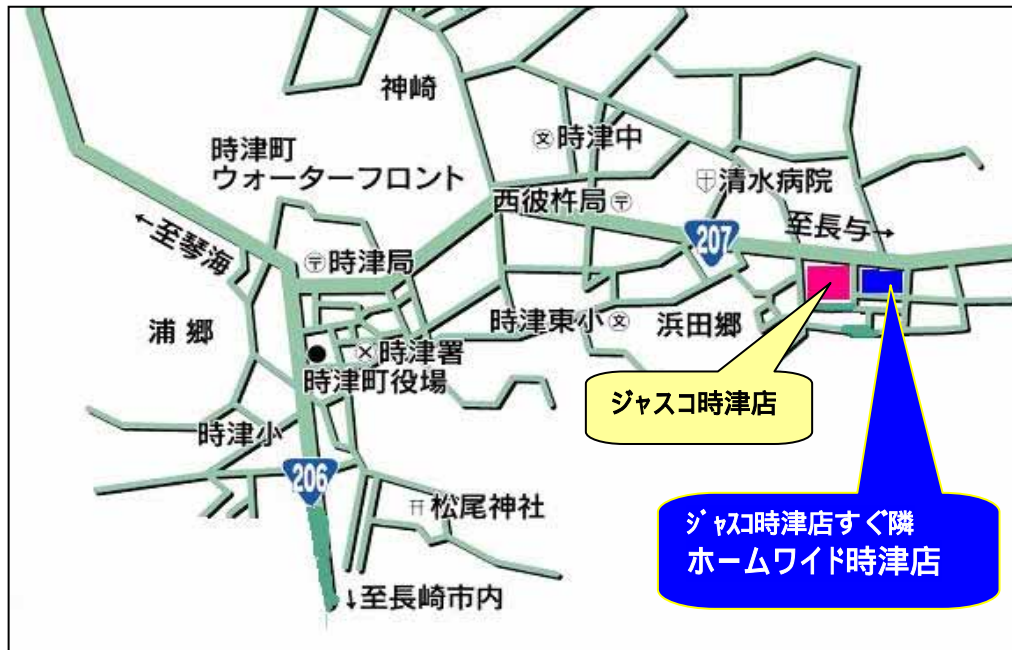 神崎
㊛時津中
時津町
ウォーターフロント
清水病院
西彼杵局〒
至長与→
207
←至琴海
〒時津局
時津東小㊛
浜田郷
浦郷
時津署
時津町役場
ジャスコ時津店
時津小
206
松尾神社
ジャスコ時津店すぐ隣
ホームワイド時津店
↓至長崎市内